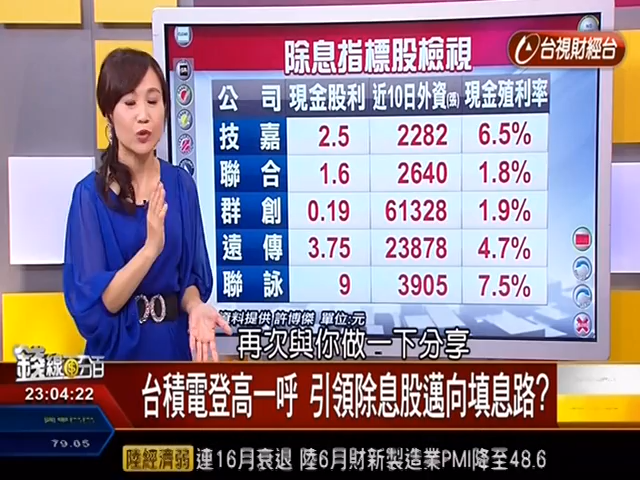 除息指標股檢視
台視財經台
公司 現金股利 近10日外資(張) 現金殖利率
技嘉 2.5 2282 6.5%
聯合 1.6 2640 1.8%
群創 0.19 61328 1.9%
遠傳 3.75 23878 4.7%
聯詠 9 3905 7.5%
資料提供 許博傑 單位:元
再次與你做一下分享
錢線百分百
23:04:22
台積電登高一呼 引領除息股邁向填息路?
79.05
陸經濟弱 連16月衰退 陸6月財新製造業PMI降至48.6